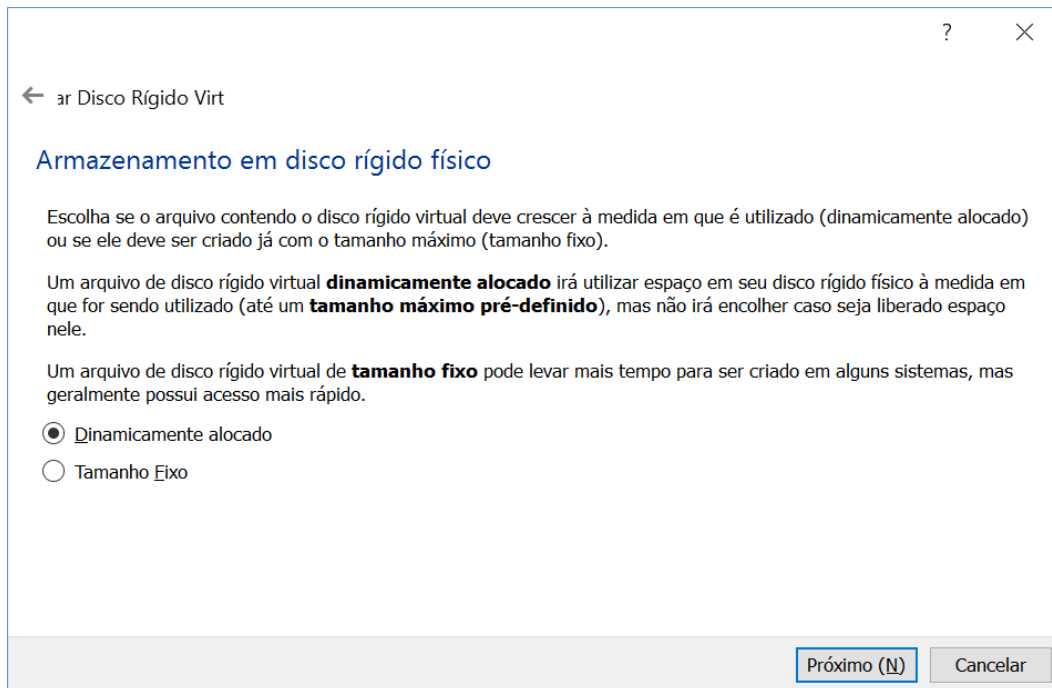 ?
ar Disco Rígido Virt
Armazenamento em disco rígido físico
Escolha se o arquivo contendo o disco rígido virtual deve crescer à medida em que é utilizado (dinamicamente alocado)
ou se ele deve ser criado já com o tamanho máximo (tamanho fixo).
Um arquivo de disco rígido virtual dinamicamente alocado irá utilizar espaço em seu disco rígido físico à medida em
que for sendo utilizado (até um tamanho máximo pré-definido), mas não irá encolher caso seja liberado espaço
nele.
Um arquivo de disco rígido virtual de tamanho fixo pode levar mais tempo para ser criado em alguns sistemas, mas
geralmente possui acesso mais rápido.
Dinamicamente alocado
Tamanho Fixo
Próximo (N) Cancelar